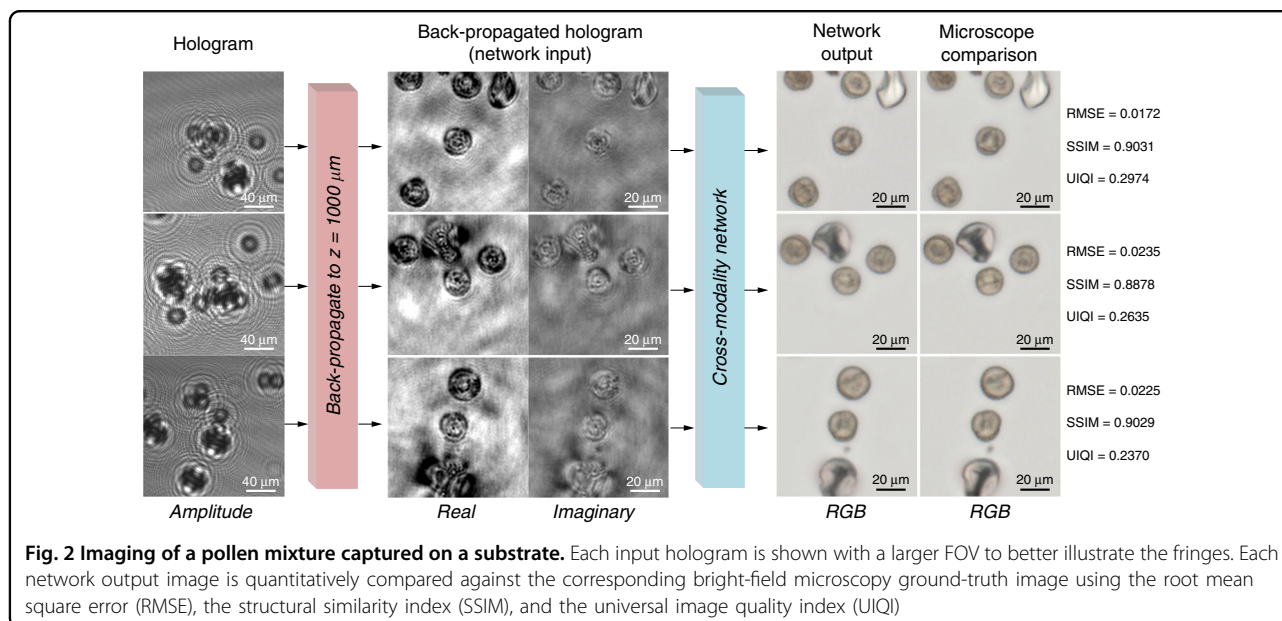 Hologram
Back-propagated hologram
(network input)
Network
output
Microscope
comparison
40 μm
Back-propagate to z = 1000 μm
20 μm
Cross-modality network
20 μm
20 μm
RMSE = 0.0172
SSIM = 0.9031
UIQI = 0.2974
40 μm
20 μm
20 μm
20 μm
RMSE = 0.0235
SSIM = 0.8878
UIQI = 0.2635
40 μm
20 μm
20 μm
20 μm
RMSE = 0.0225
SSIM = 0.9029
UIQI = 0.2370
Amplitude
Real
Imaginary
RGB
RGB
Fig. 2 Imaging of a pollen mixture captured on a substrate. Each input hologram is shown with a larger FOV to better illustrate the fringes. Each
network output image is quantitatively compared against the corresponding bright-field microscopy ground-truth image using the root mean
square error (RMSE), the structural similarity index (SSIM), and the universal image quality index (UIQI)